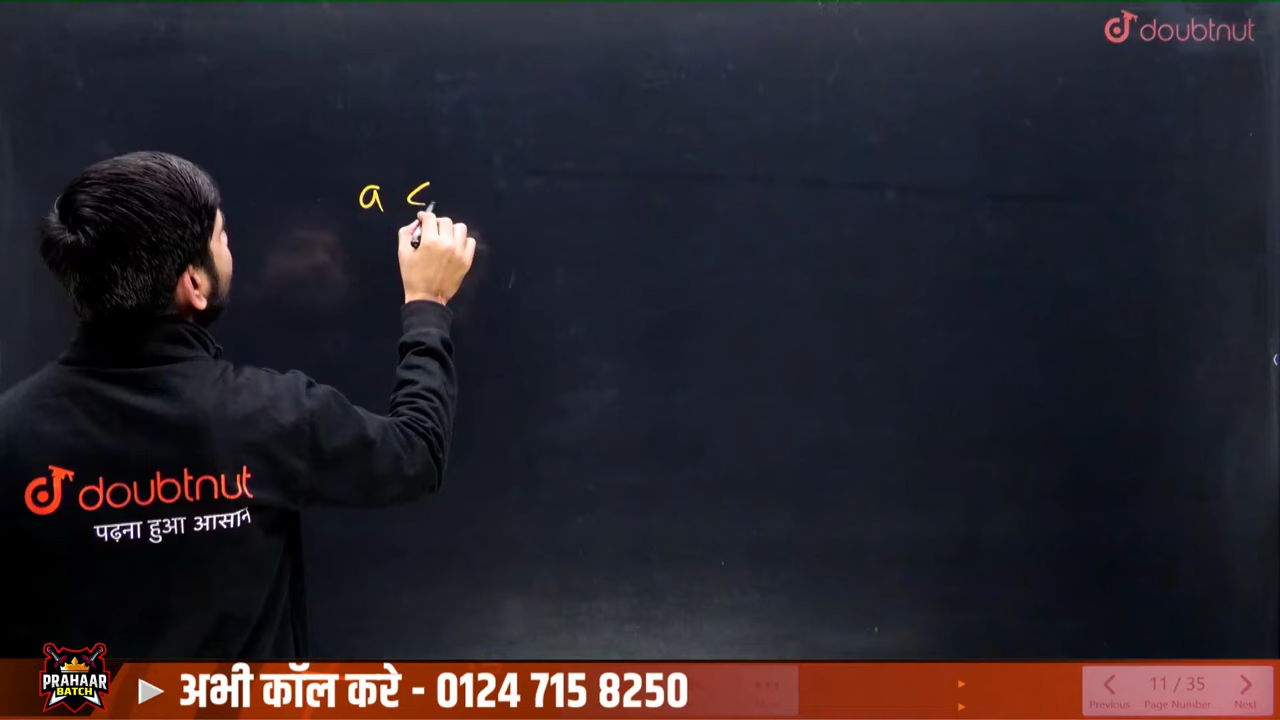 doubtnut
a <
doubtnut
पढ़ना हुआ आसान
PRAHAAR
BATCH
अभी कॉल करे - 0124 715 8250
11 / 35
Previous Page Number Next